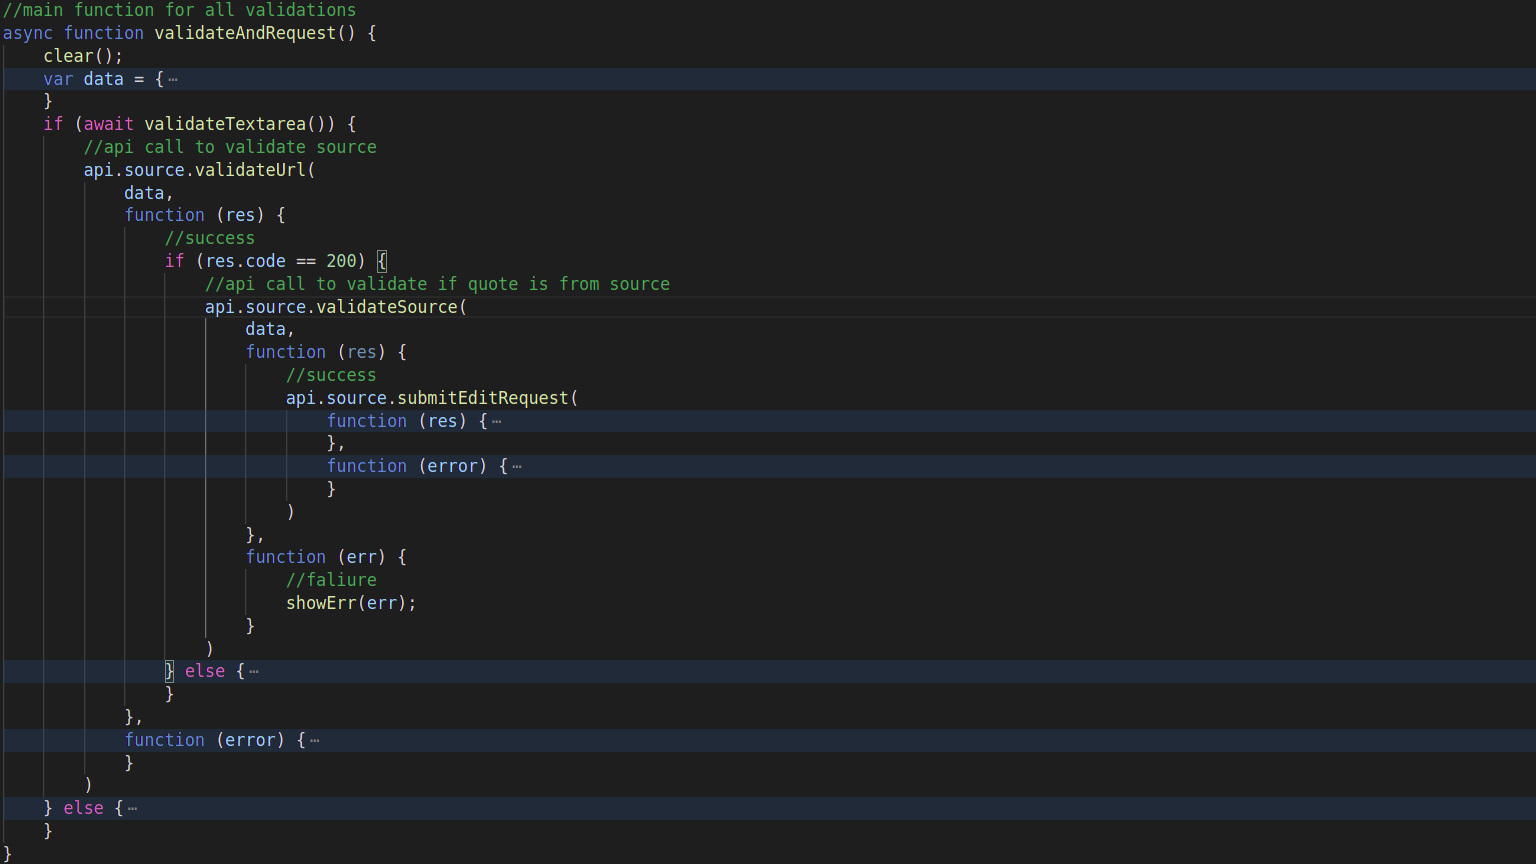 //main function for all validations
async function validateAndRequest() {
    clear();
    var data = {⋯
    }
    if (await validateTextarea()) {
        //api call to validate source
        api.source.validateUrl(
            data,
            function (res) {
                //success
                if (res.code == 200) {
                    //api call to validate if quote is from source
                    api.source.validateSource(
                        data,
                        function (res) {
                            //success
                            api.source.submitEditRequest(
                                function (res) {⋯
                                },
                                function (error) {⋯
                                }
                            )
                        },
                        function (err) {
                            //faliure
                            showErr(err);
                        }
                    )
                } else {⋯
                }
            },
            function (error) {⋯
            }
        )
    } else {⋯
    }
}